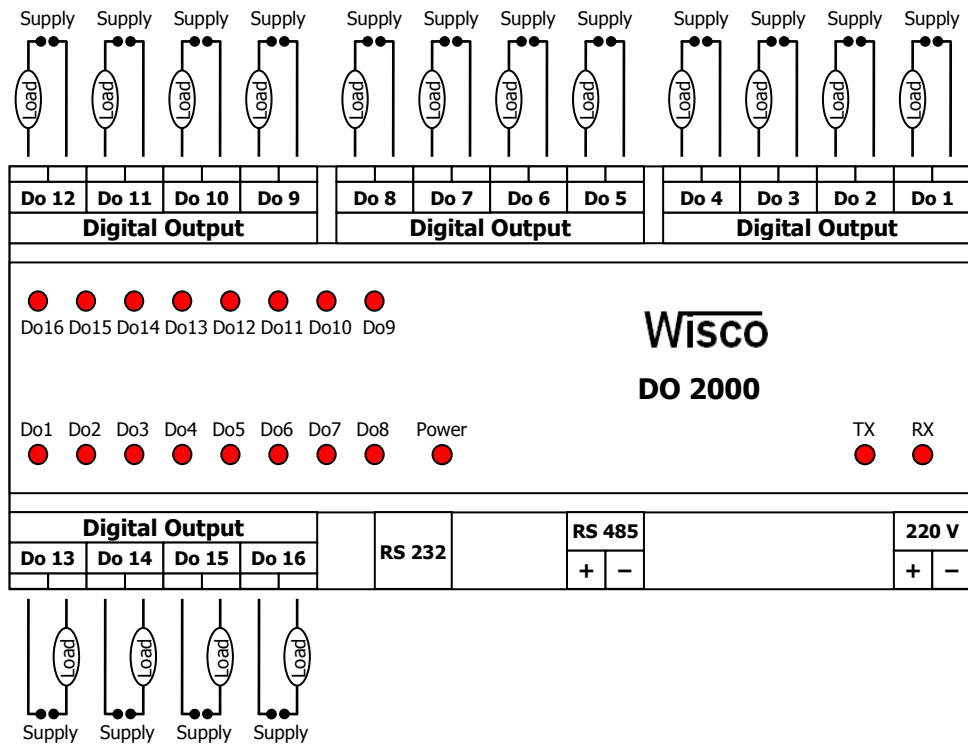 Supply Supply Supply Supply Supply Supply Supply Supply Supply Supply Supply Supply
Load Load Load Load Load Load Load Load Load Load Load Load
Do 12 Do 11 Do 10 Do 9 Do 8 Do 7 Do 6 Do 5 Do 4 Do 3 Do 2 Do 1
Digital Output Digital Output Digital Output
Do16 Do15 Do14 Do13 Do12 Do11 Do10 Do9
Wisco
DO 2000
Do1 Do2 Do3 Do4 Do5 Do6 Do7 Do8 Power TX RX
Digital Output RS 232 RS 485 220 V
Do 13 Do 14 Do 15 Do 16 + − + −
Load Load Load Load
Supply Supply Supply Supply